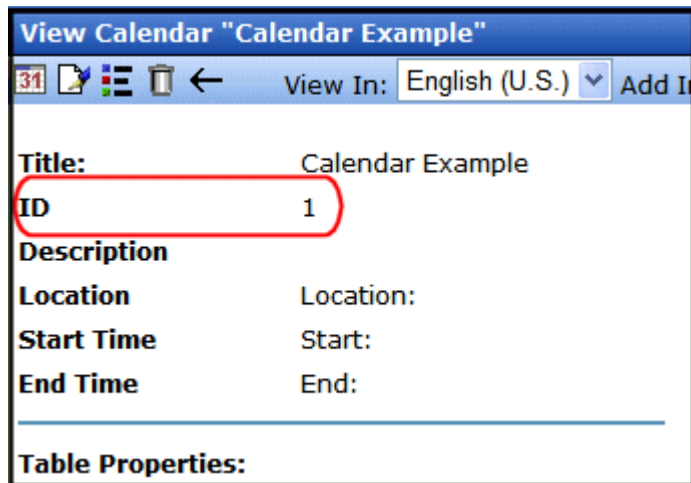 View Calendar "Calendar Example"
31 View In: English (U.S.) Add
Title: Calendar Example
ID 1
Description
Location Location:
Start Time Start:
End Time End:
Table Properties: